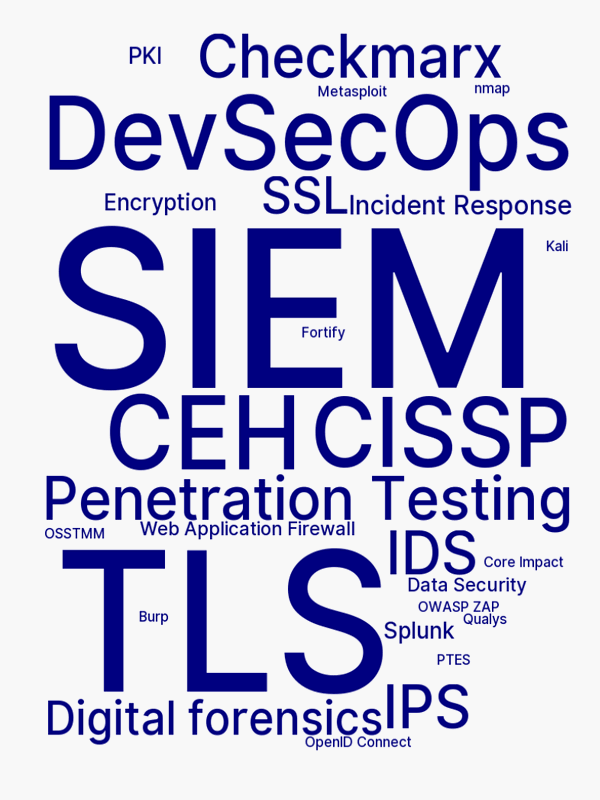 PKI
Checkmarx
Metasploit
nmap
DevSecOps
Encryption
SSL
Incident Response
SIEM
Kali
Fortify
CEH
CISSP
Penetration Testing
OSSTMM
Web Application Firewall
IDS
Core Impact
TLS
Data Security
OWASP ZAP
Burp
Qualys
Splunk
PTES
Digital forensics
IPS
OpenID Connect